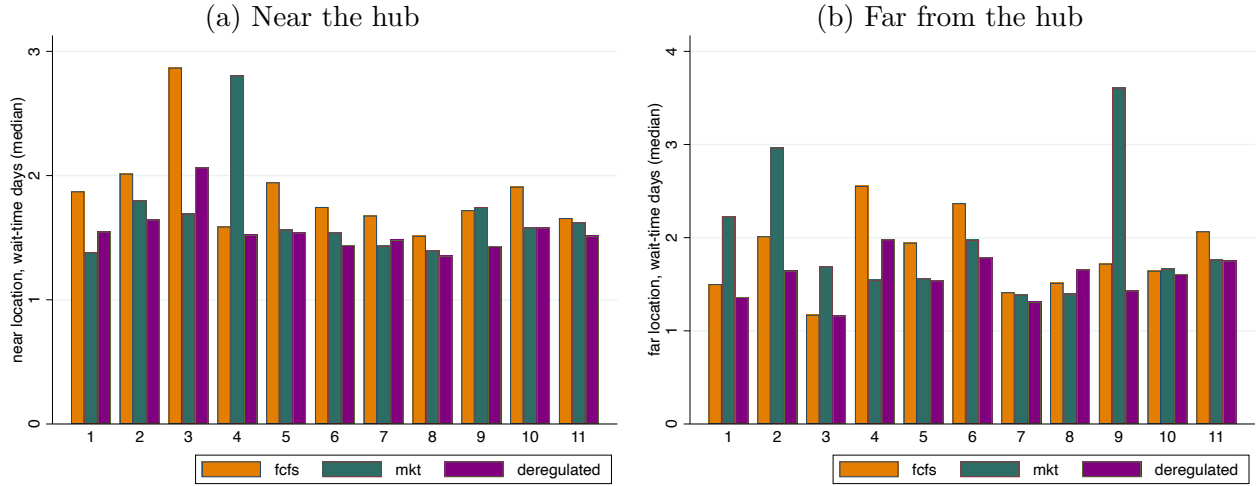 (a) Near the hub
near location, wait-time days (median)
3
2
1
0
1 2 3 4 5 6 7 8 9 10 11
fcfs mkt deregulated
(b) Far from the hub
far location, wait-time days (median)
4
3
2
1
0
1 2 3 4 5 6 7 8 9 10 11
fcfs mkt deregulated